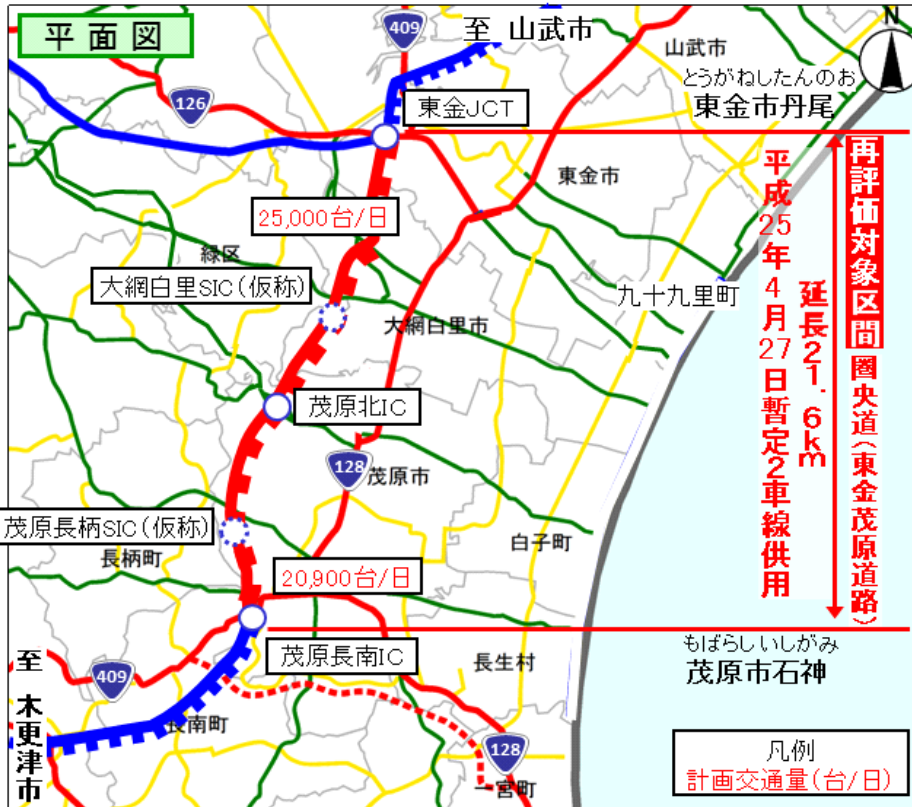 平面図
409
至 山武市
N
山武市
とうがねしたんのお
東金市丹尾
126
東金JCT
東金市
25,000台/日
緑区
大網白里SIC(仮称)
大網白里市
九十九里町
茂原北IC
128
茂原市
茂原長柄SIC(仮称)
長柄町
白子町
20,900台/日
再評価対象区間 圏央道(東金茂原道路)
延長21.6km
平成25年4月27日暫定2車線供用
もばらしいしがみ
茂原市石神
茂原長南IC
長生村
至 木更津市
409
長南町
128
一宮町
凡例
計画交通量(台/日)